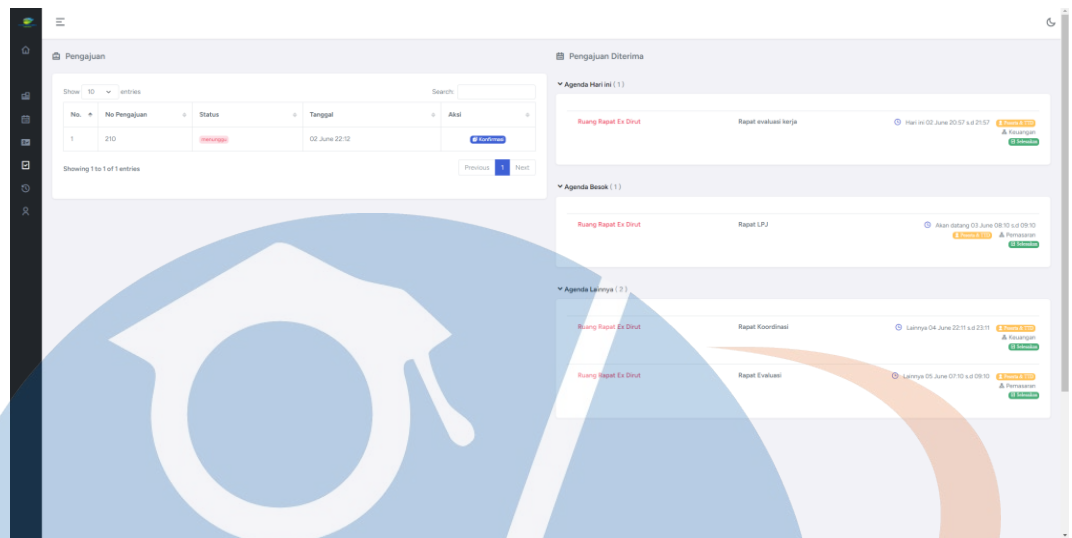 Pengajuan
Show 10 entries Search:
No. No Pengajuan Status Tanggal Aksi
1 210 menunggu 02 June 22:12 Konfirmasi
Showing 1 to 1 of 1 entries Previous 1 Next
Pengajuan Diterima
Agenda Hari ini ( 1 )
Ruang Rapat Ex Dirut Rapat evaluasi kerja Hari ini 02 June 20:57 s.d 21:57
Keuangan
Selesaikan
Agenda Besok ( 1 )
Ruang Rapat Ex Dirut Rapat LPJ Akan datang 03 June 08:10 s.d 09:10
Pemasaran
Selesaikan
Agenda Lainnya ( 2 )
Ruang Rapat Ex Dirut Rapat Koordinasi Lainnya 04 June 22:11 s.d 23:11
Keuangan
Selesaikan
Ruang Rapat Ex Dirut Rapat Evaluasi Lainnya 05 June 07:10 s.d 09:10
Pemasaran
Selesaikan